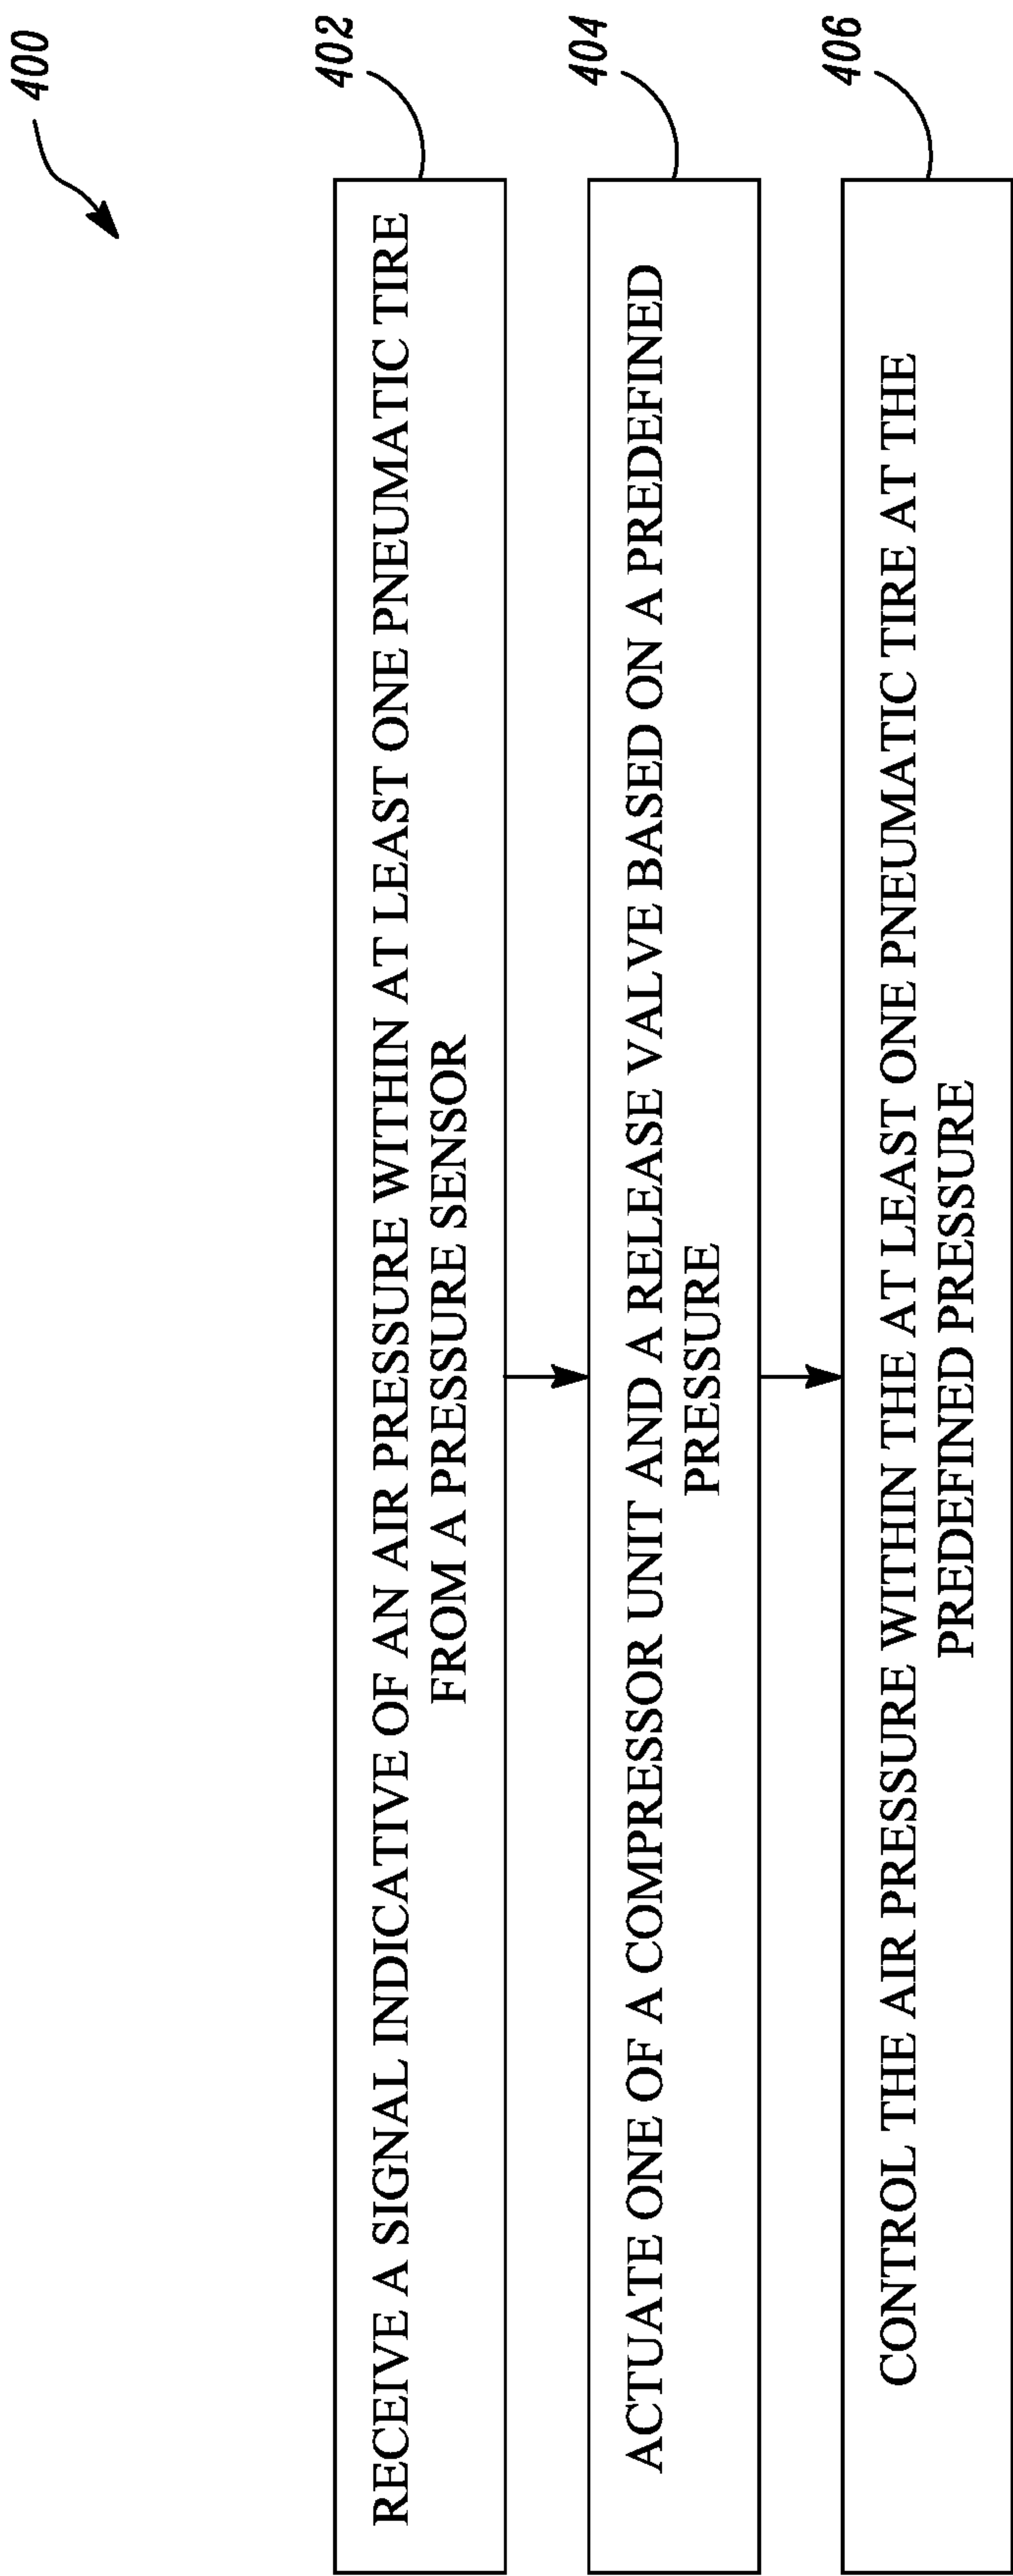 400
402
RECEIVE A SIGNAL INDICATIVE OF AN AIR PRESSURE WITHIN AT LEAST ONE PNEUMATIC TIRE
FROM A PRESSURE SENSOR
404
ACTUATE ONE OF A COMPRESSOR UNIT AND A RELEASE VALVE BASED ON A PREDEFINED
PRESSURE
406
CONTROL THE AIR PRESSURE WITHIN THE AT LEAST ONE PNEUMATIC TIRE AT THE
PREDEFINED PRESSURE